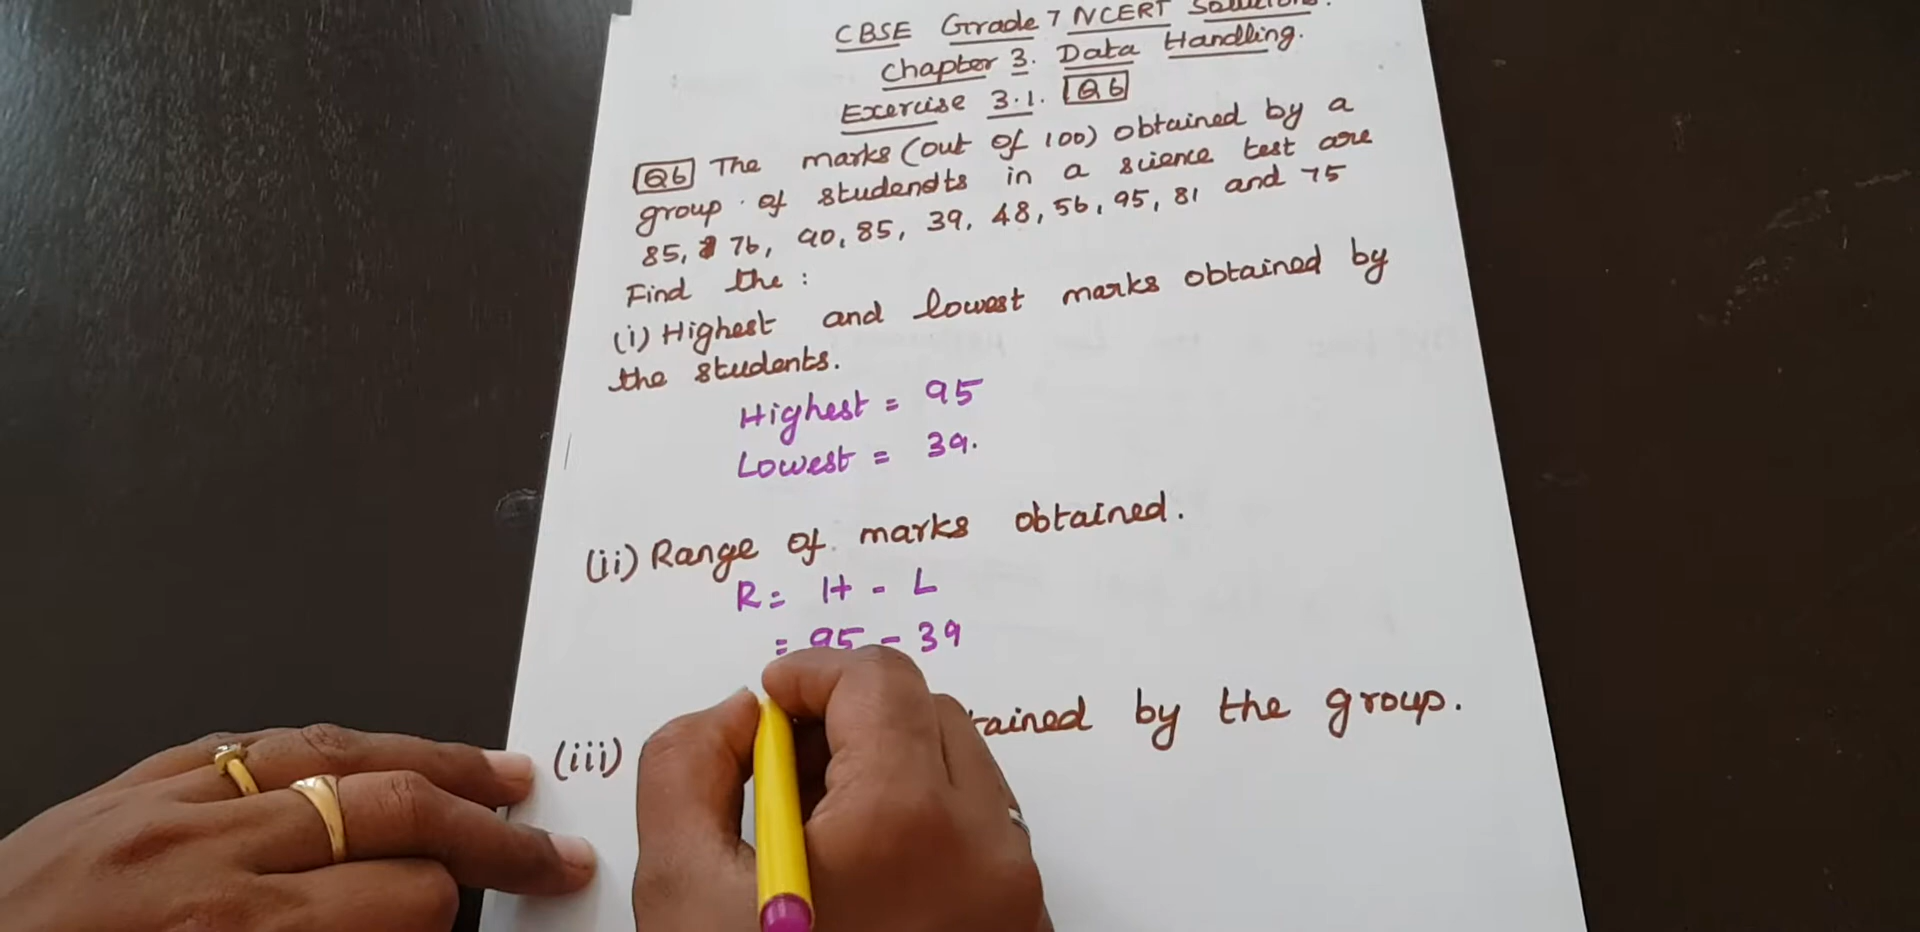 CBSE Grade 7 NCERT Solutions.
Chapter 3. Data Handling.
Exercise 3.1. Q6
Q6 The marks (out of 100) obtained by a
group of studendts in a science test are
85, 76, 90, 85, 39, 48, 56, 95, 81 and 75
Find the :
(i) Highest and lowest marks obtained by
the students.
Highest = 95
Lowest = 39.
(ii) Range of marks obtained.
R = H - L
= 95 - 39
(iii) tained by the group.